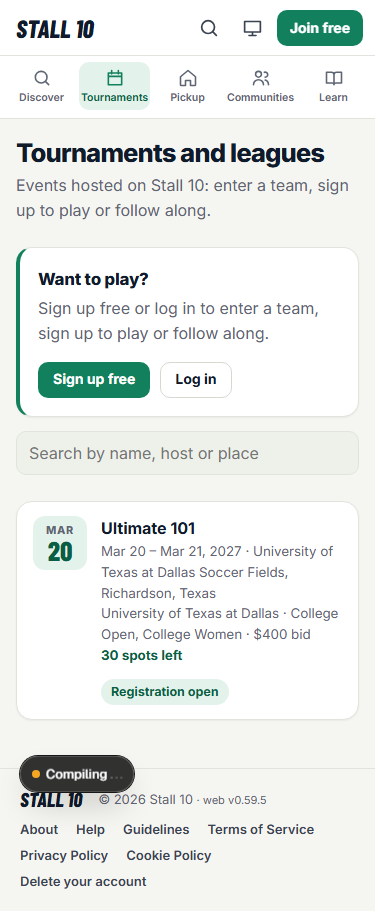 STALL 10
Join free
Discover
Tournaments
Pickup
Communities
Learn
Tournaments and leagues
Events hosted on Stall 10: enter a team, sign
up to play or follow along.
Want to play?
Sign up free or log in to enter a team,
sign up to play or follow along.
Sign up free
Log in
Search by name, host or place
MAR
20
Ultimate 101
Mar 20 – Mar 21, 2027 · University of
Texas at Dallas Soccer Fields,
Richardson, Texas
University of Texas at Dallas · College
Open, College Women · $400 bid
30 spots left
Registration open
Compiling ...
STALL 10
© 2026 Stall 10 · web v0.59.5
About Help Guidelines Terms of Service
Privacy Policy Cookie Policy
Delete your account